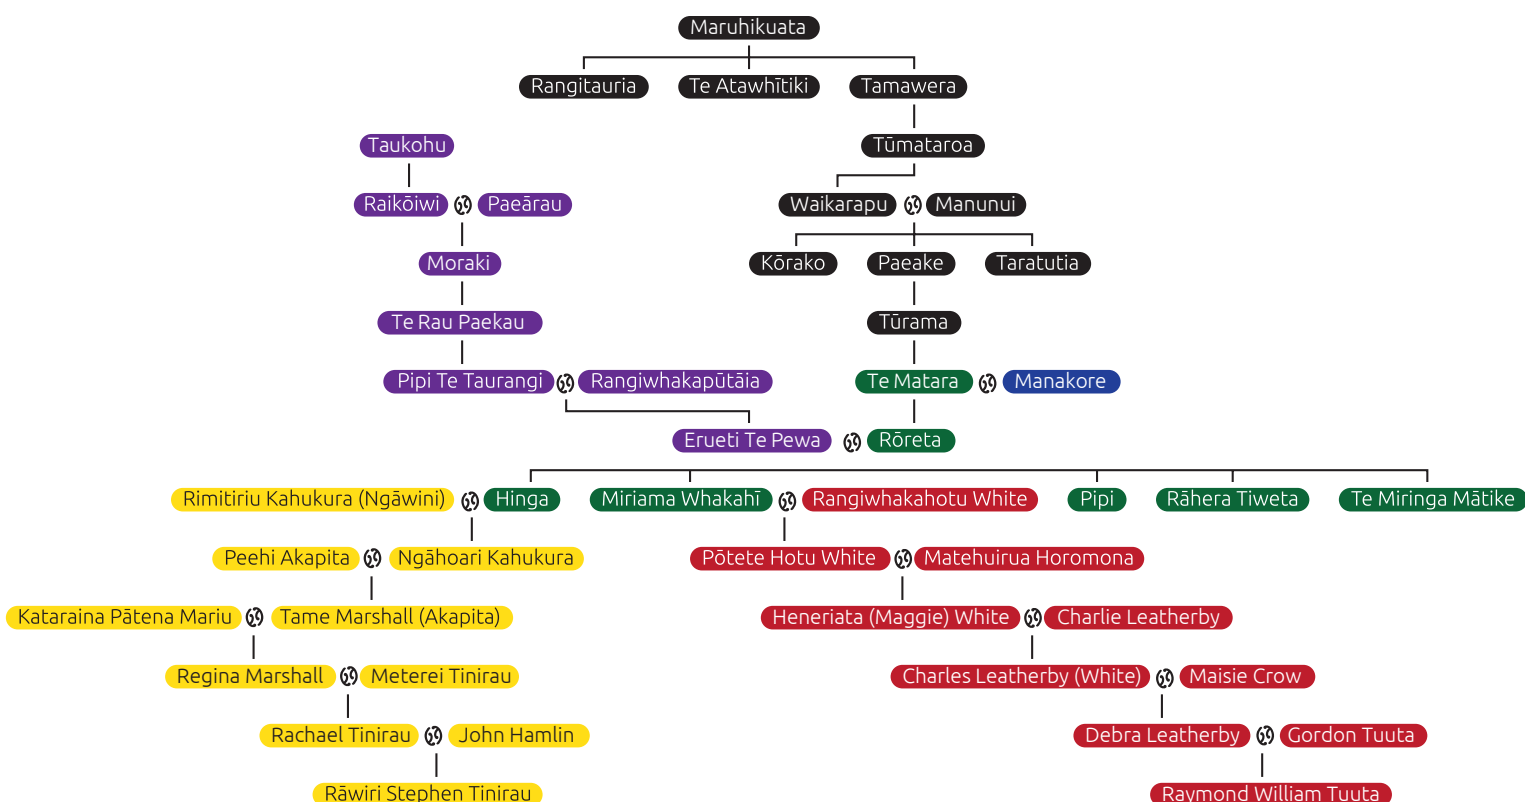 Maruhikuata
Rangitauria Te Atawhītiki Tamawera
Taukohu Tūmataroa
Raikōiwi Paeārau Waikarapu Manunui
Moraki Kōrako Paeake Taratutia
Te Rau Paekau Tūrama
Pipi Te Taurangi Rangiwhakapūtāia Te Matara Manakore
Erueti Te Pewa Rōreta
Rimitiriu Kahukura (Ngāwini) Hinga Miriama Whakahī Rangiwhakahotu White Pipi Rāhera Tiweta Te Miringa Mātike
Peehi Akapita Ngāhoari Kahukura Pōtete Hotu White Matehuirua Horomona
Kataraina Pātena Mariu Tame Marshall (Akapita) Heneriata (Maggie) White Charlie Leatherby
Regina Marshall Meterei Tinirau Charles Leatherby (White) Maisie Crow
Rachael Tinirau John Hamlin Debra Leatherby Gordon Tuuta
Rāwiri Stephen Tinirau Raymond William Tuuta